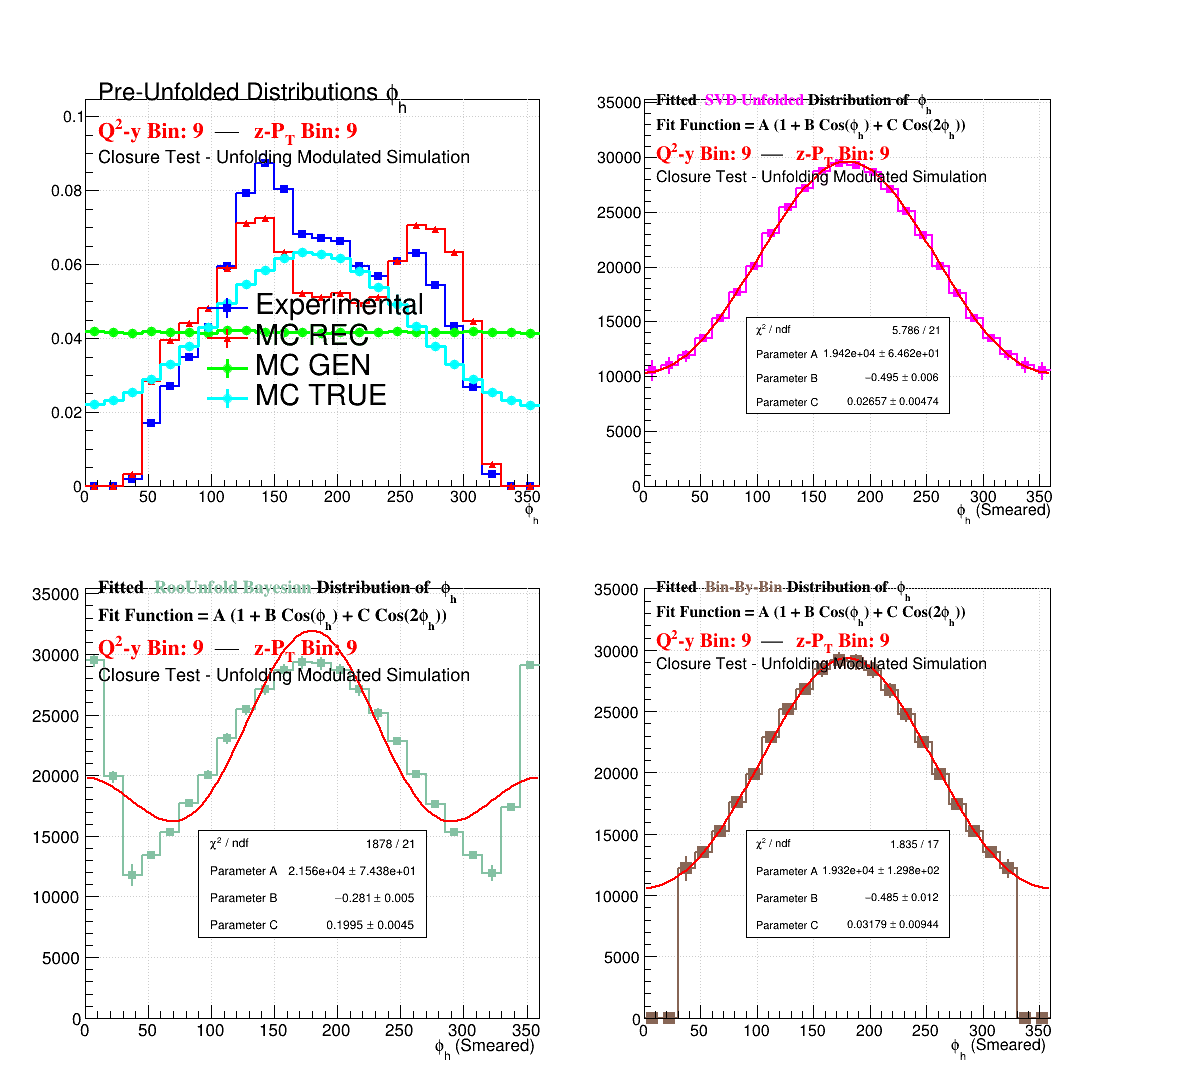 Pre-Unfolded Distributions ϕh
Q²-y Bin: 9 — z-PT Bin: 9
Closure Test - Unfolding Modulated Simulation
Experimental
MC REC
MC GEN
MC TRUE
0.1
0.08
0.06
0.04
0.02
0
0 50 100 150 200 250 300 350
ϕh
Fitted SVD Unfolded Distribution of ϕh
Fit Function = A (1 + B Cos(ϕh) + C Cos(2ϕh))
Q²-y Bin: 9 — z-PT Bin: 9
Closure Test - Unfolding Modulated Simulation
χ² / ndf 5.786 / 21
Parameter A 1.942e+04 ± 6.462e+01
Parameter B −0.495 ± 0.006
Parameter C 0.02657 ± 0.00474
35000
30000
25000
20000
15000
10000
5000
0
0 50 100 150 200 250 300 350
ϕh (Smeared)
Fitted RooUnfold Bayesian Distribution of ϕh
Fit Function = A (1 + B Cos(ϕh) + C Cos(2ϕh))
Q²-y Bin: 9 — z-PT Bin: 9
Closure Test - Unfolding Modulated Simulation
χ² / ndf 1878 / 21
Parameter A 2.156e+04 ± 7.438e+01
Parameter B −0.281 ± 0.005
Parameter C 0.1995 ± 0.0045
35000
30000
25000
20000
15000
10000
5000
0
0 50 100 150 200 250 300 350
ϕh (Smeared)
Fitted Bin-By-Bin Distribution of ϕh
Fit Function = A (1 + B Cos(ϕh) + C Cos(2ϕh))
Q²-y Bin: 9 — z-PT Bin: 9
Closure Test - Unfolding Modulated Simulation
χ² / ndf 1.835 / 17
Parameter A 1.932e+04 ± 1.298e+02
Parameter B −0.485 ± 0.012
Parameter C 0.03179 ± 0.00944
35000
30000
25000
20000
15000
10000
5000
0
0 50 100 150 200 250 300 350
ϕh (Smeared)